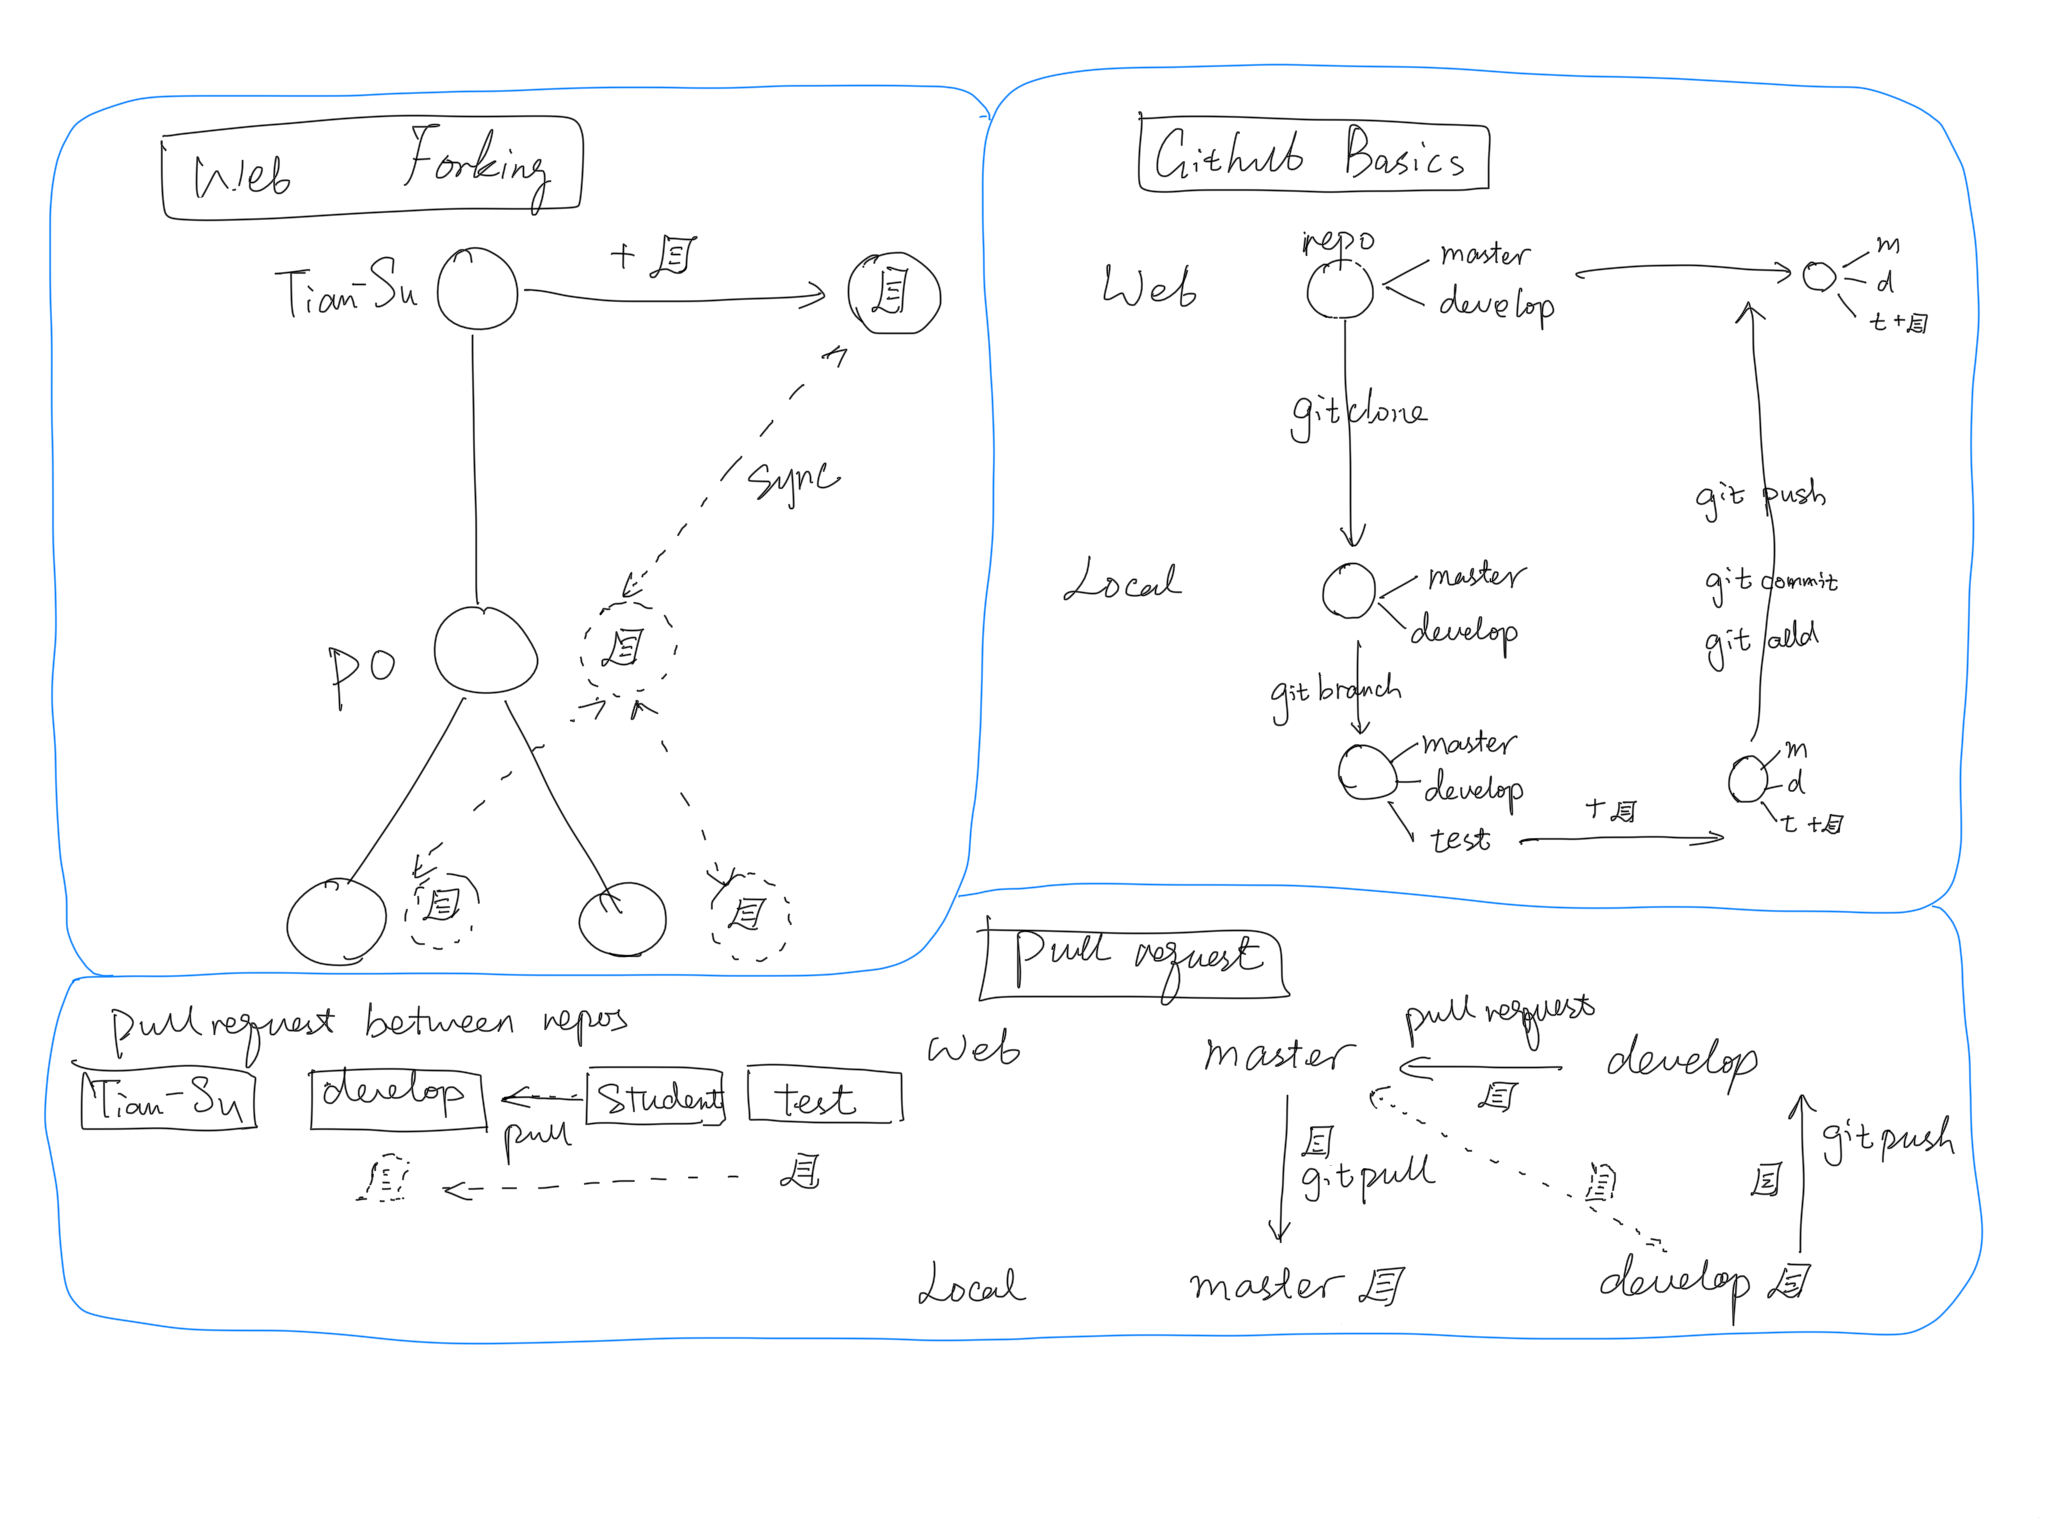 Web Forking
Tian-Su
+
sync
po
Github Basics
Web
repo
master
develop
m
d
t +
git clone
git push
git commit
git add
Local
master
develop
git branch
master
develop
test
+
m
d
t +
pull request between repos
Tian-Su
develop
student
test
pull
pull request
Web
master
pull request
develop
git pull
git push
Local
master
develop